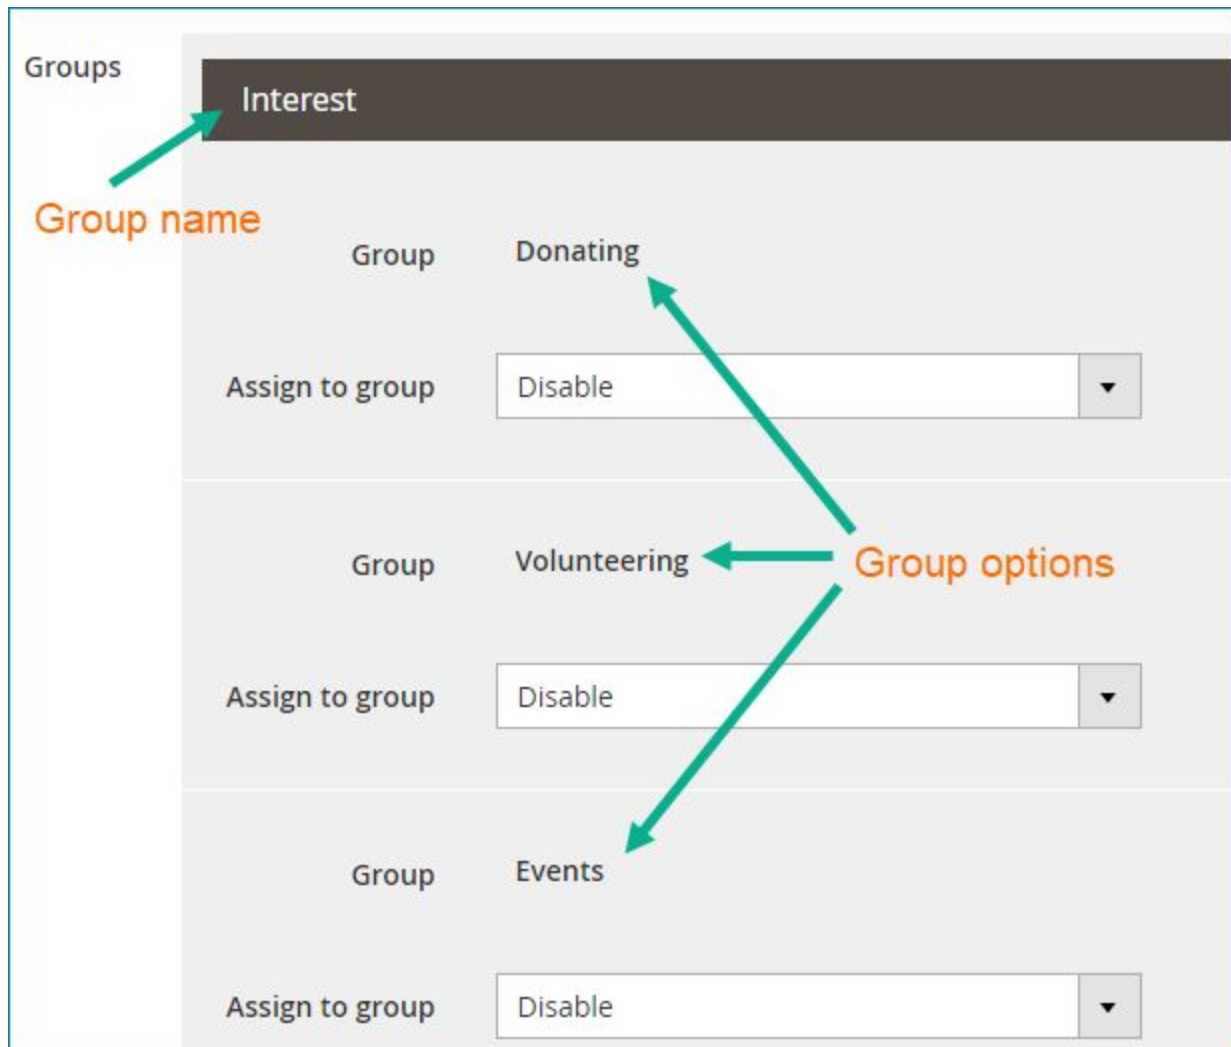 Groups
Interest
Group name
Group Donating
Assign to group Disable
Group Volunteering
Group options
Assign to group Disable
Group Events
Assign to group Disable